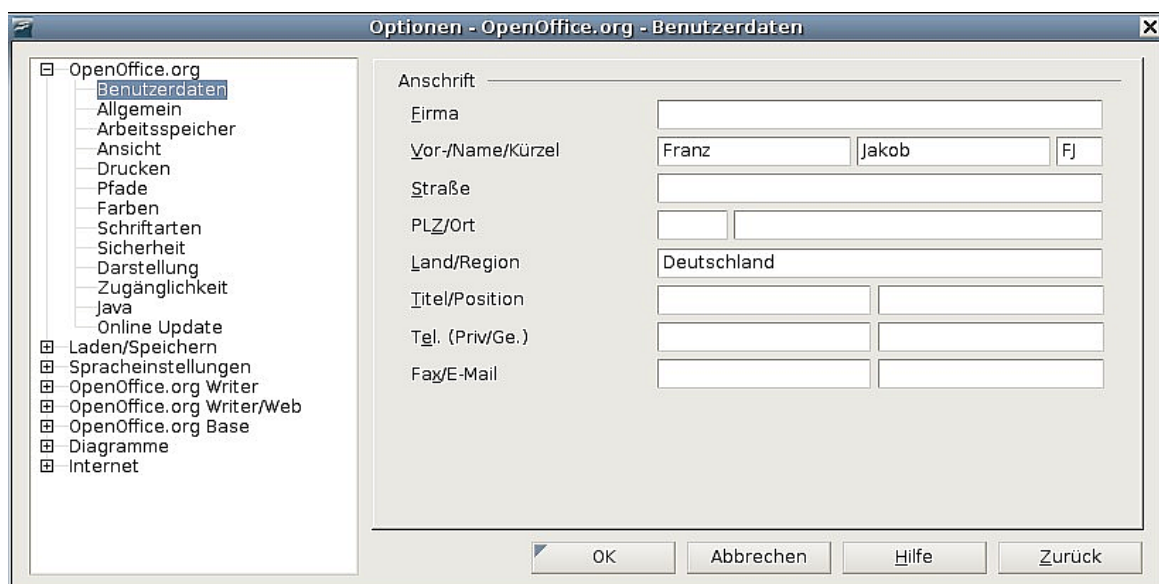 Optionen - OpenOffice.org - Benutzerdaten
OpenOffice.org
Benutzerdaten
Allgemein
Arbeitsspeicher
Ansicht
Drucken
Pfade
Farben
Schriftarten
Sicherheit
Darstellung
Zugänglichkeit
Java
Online Update
Laden/Speichern
Spracheinstellungen
OpenOffice.org Writer
OpenOffice.org Writer/Web
OpenOffice.org Base
Diagramme
Internet
Anschrift
Firma
Vor-/Name/Kürzel Franz Jakob FJ
Straße
PLZ/Ort
Land/Region Deutschland
Titel/Position
Tel. (Priv/Ge.)
Fax/E-Mail
OK Abbrechen Hilfe Zurück